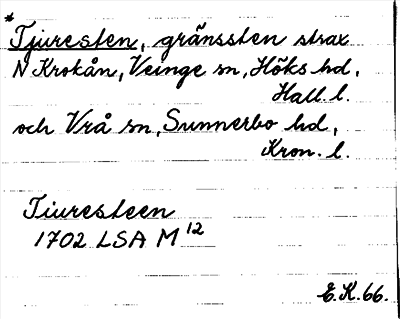 *
Tjuresten, gränssten strax
N Krokån, Veinge sn, Höks hd,
Hall. l.
och Vrå sn, Sunnerbo hd,
Kron. l.
Tiuresteen
1702 LSA M 12
E.K. 66.